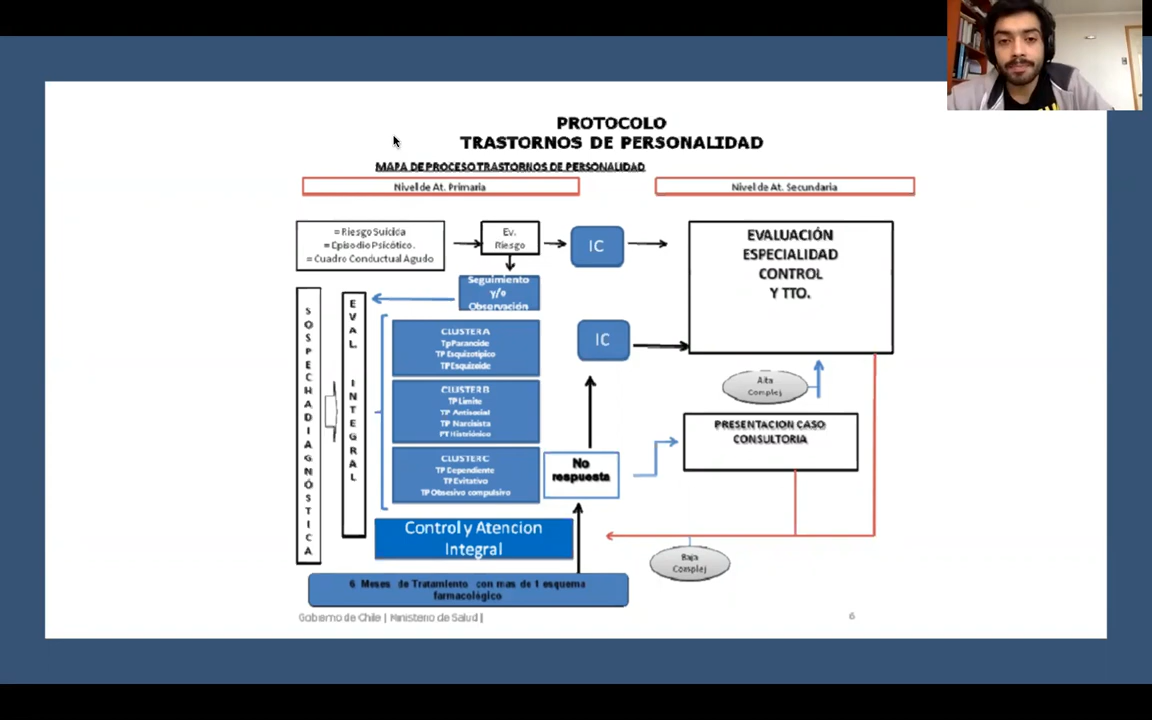 PROTOCOLO
TRASTORNOS DE PERSONALIDAD
MAPA DE PROCESO TRASTORNOS DE PERSONALIDAD
Nivel de At. Primaria
Nivel de At. Secundaria
= Riesgo Suicida
= Episodio Psicótico.
= Cuadro Conductual Agudo
Ev.
Riesgo
IC
EVALUACIÓN
ESPECIALIDAD
CONTROL
Y TTO.
Seguimiento
y/o
Observación
SOSPECHA DIAGNÓSTICA
EVAL. INTEGRAL
CLUSTER A
Tp Paranoide
TP Esquizotípico
TP Esquizoide
IC
CLUSTER B
TP Limite
TP Antisocial
TP Narcisista
PT Histriónico
Alta
Complej
CLUSTER C
TP Dependiente
TP Evitativo
TP Obsesivo compulsivo
No
respuesta
PRESENTACION CASO
CONSULTORIA
Control y Atencion
Integral
Baja
Complej
6 Meses de Tratamiento con mas de 1 esquema
farmacológico
Gobierno de Chile | Ministerio de Salud |
6